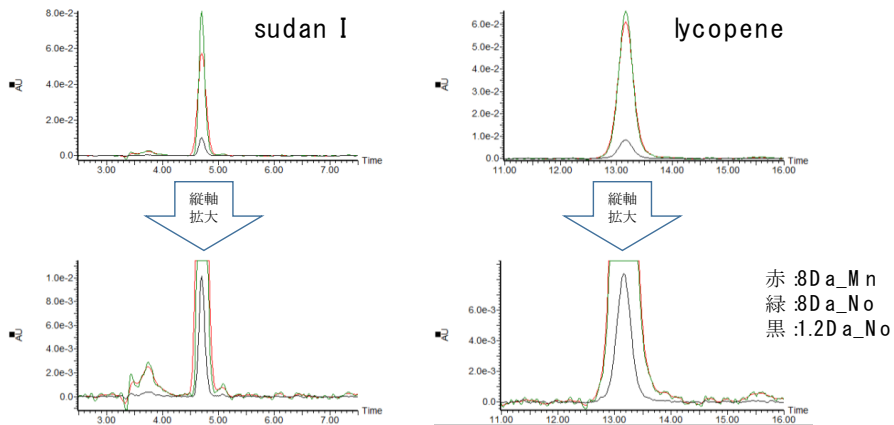 sudan I
8.0e-2
6.0e-2
4.0e-2
2.0e-2
0.0
AU
3.00 4.00 5.00 6.00 7.00
Time
lycopene
6.0e-2
5.0e-2
4.0e-2
3.0e-2
2.0e-2
1.0e-2
0.0
AU
11.00 12.00 13.00 14.00 15.00 16.00
Time
縦軸
拡大
縦軸
拡大
1.0e-2
8.0e-3
6.0e-3
4.0e-3
2.0e-3
0.0
AU
3.00 4.00 5.00 6.00 7.00
Time
6.0e-3
4.0e-3
2.0e-3
0.0
AU
11.00 12.00 13.00 14.00 15.00 16.00
Time
赤:8Da_Mn
緑:8Da_No
黒:1.2Da_No